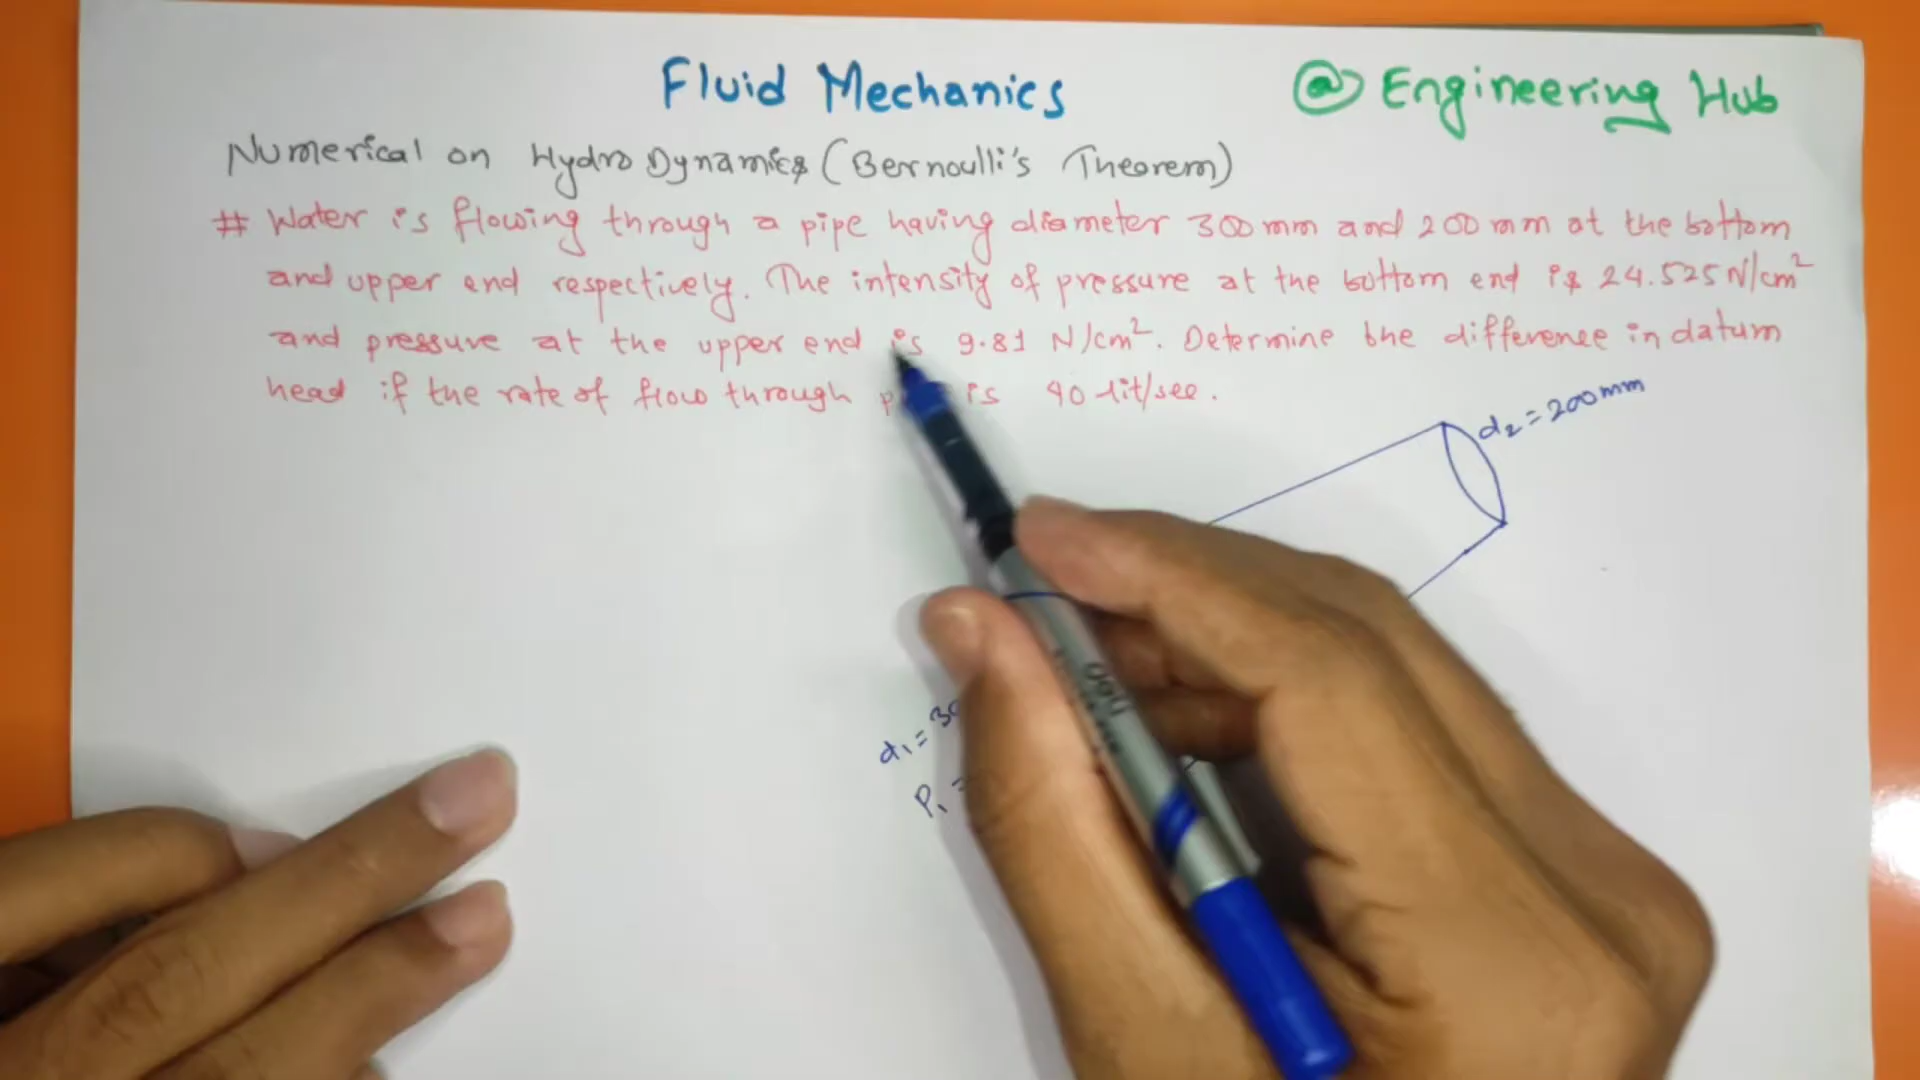 Fluid Mechanics
@ Engineering Hub
Numerical on Hydro Dynamics (Bernoulli's Theorem)
# Water is flowing through a pipe having diameter 300 mm and 200 mm at the bottom
and upper end respectively. The intensity of pressure at the bottom end is 24.525 N/cm²
and pressure at the upper end is 9.81 N/cm². Determine the difference in datum
head if the rate of flow through is 40 lit/sec.
d₂ = 200 mm
d₁ = 30
P₁ =